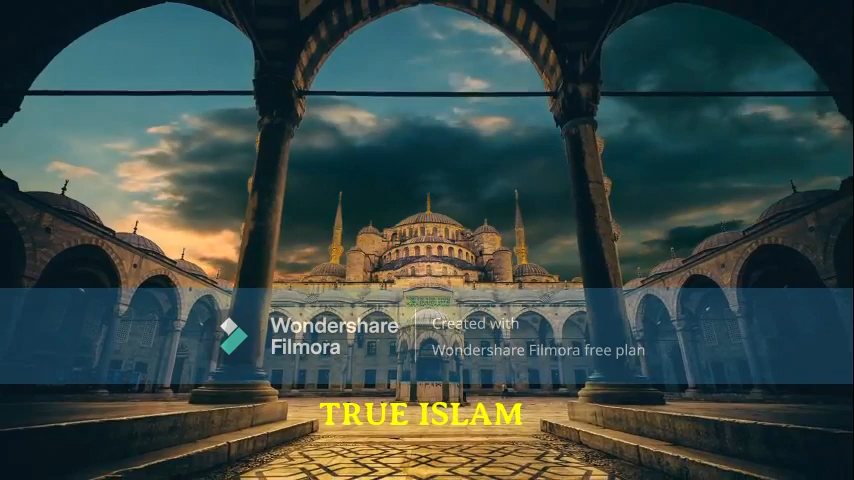 Wondershare
Filmora
Created with
Wondershare Filmora free plan
TRUE ISLAM